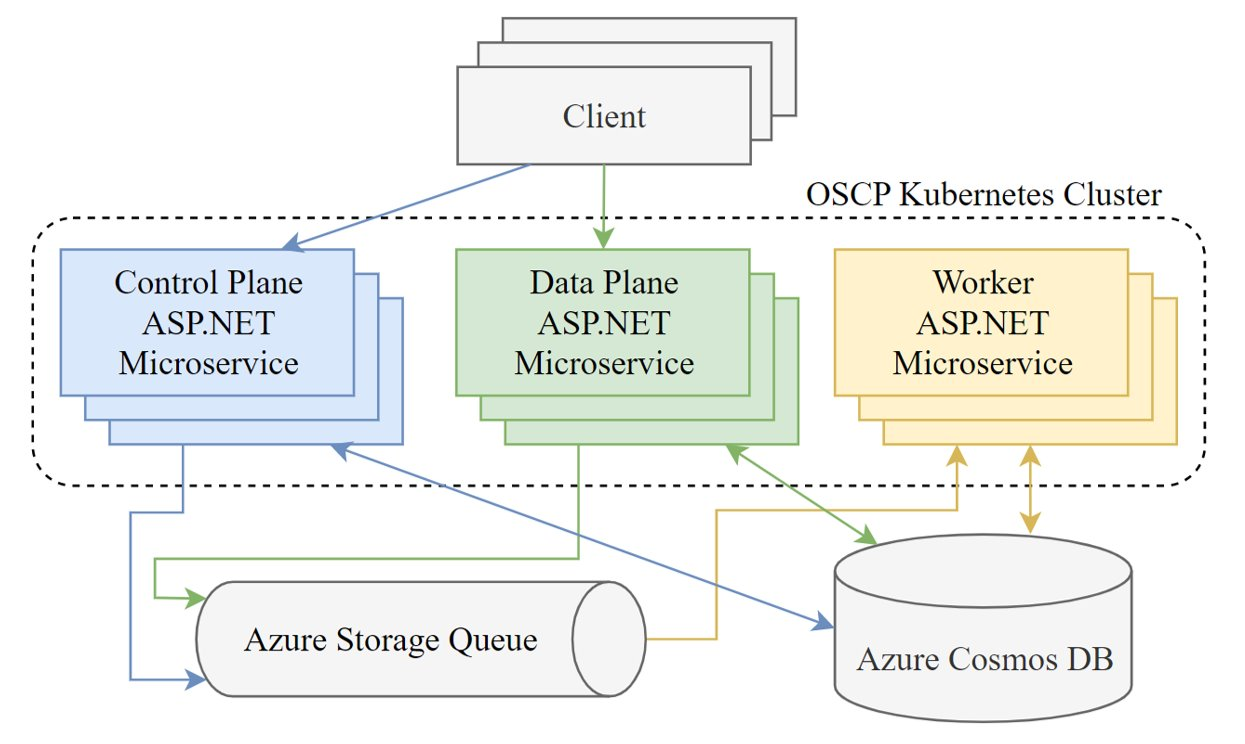 Client
OSCP Kubernetes Cluster
Control Plane
ASP.NET
Microservice
Data Plane
ASP.NET
Microservice
Worker
ASP.NET
Microservice
Azure Storage Queue
Azure Cosmos DB